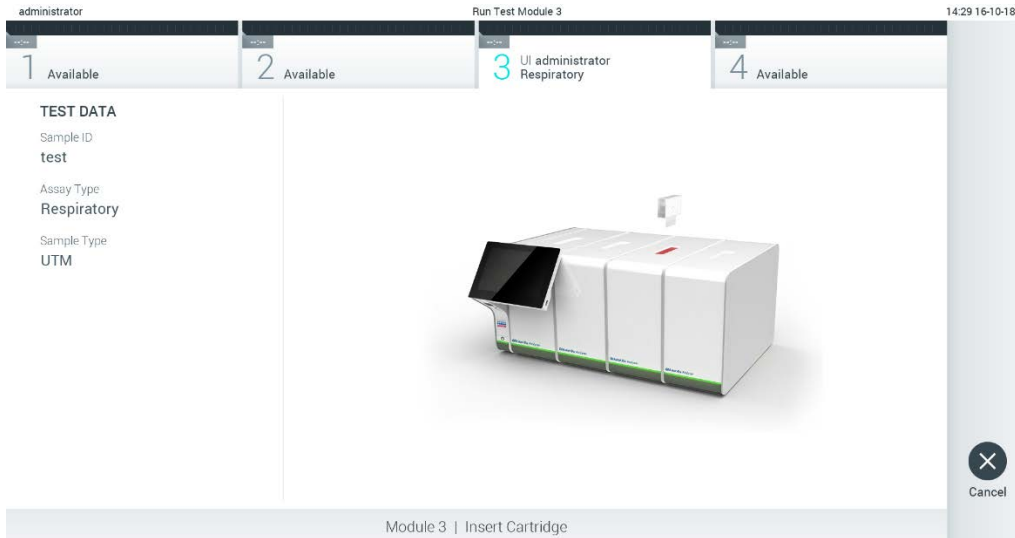 administrator
Run Test Module 3
14:29 16-10-18
--:--
1 Available
--:--
2 Available
--:--
3 UI administrator
Respiratory
--:--
4 Available
TEST DATA
Sample ID
test
Assay Type
Respiratory
Sample Type
UTM
Cancel
Module 3 | Insert Cartridge